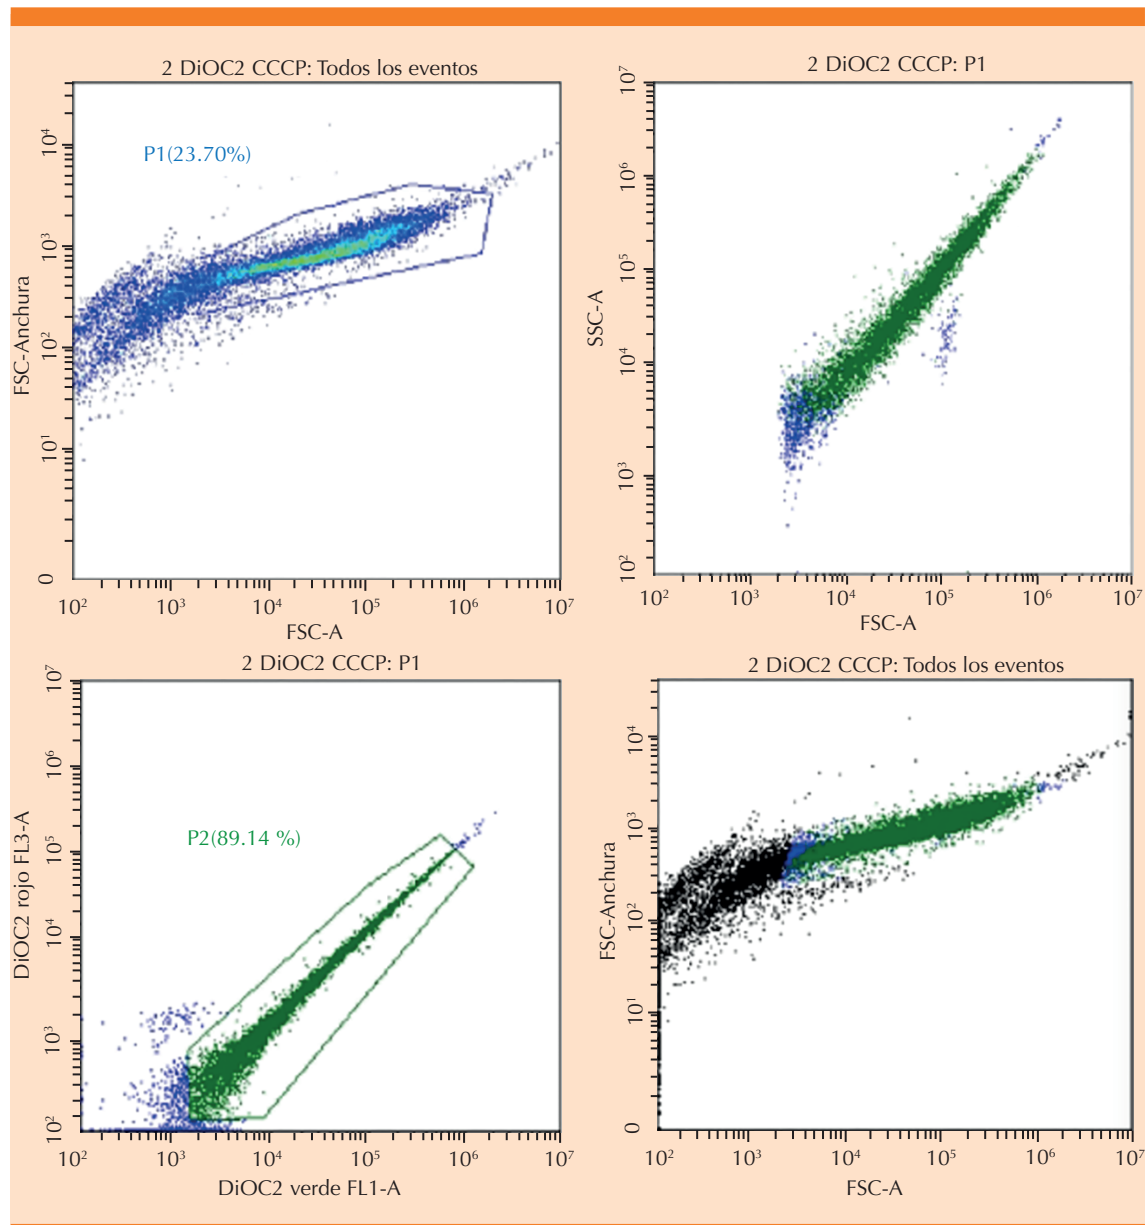 2 DiOC2 CCCP: Todos los eventos
10⁴
10³
10²
10¹
0
FSC-Anchura
P1(23.70%)
10² 10³ 10⁴ 10⁵ 10⁶ 10⁷
FSC-A
2 DiOC2 CCCP: P1
10⁷
10⁶
10⁵
10⁴
10³
10²
SSC-A
10² 10³ 10⁴ 10⁵ 10⁶ 10⁷
FSC-A
2 DiOC2 CCCP: P1
10⁷
10⁶
10⁵
10⁴
10³
10²
DiOC2 rojo FL3-A
P2(89.14 %)
10² 10³ 10⁴ 10⁵ 10⁶ 10⁷
DiOC2 verde FL1-A
2 DiOC2 CCCP: Todos los eventos
10⁴
10³
10²
10¹
0
FSC-Anchura
10² 10³ 10⁴ 10⁵ 10⁶ 10⁷
FSC-A